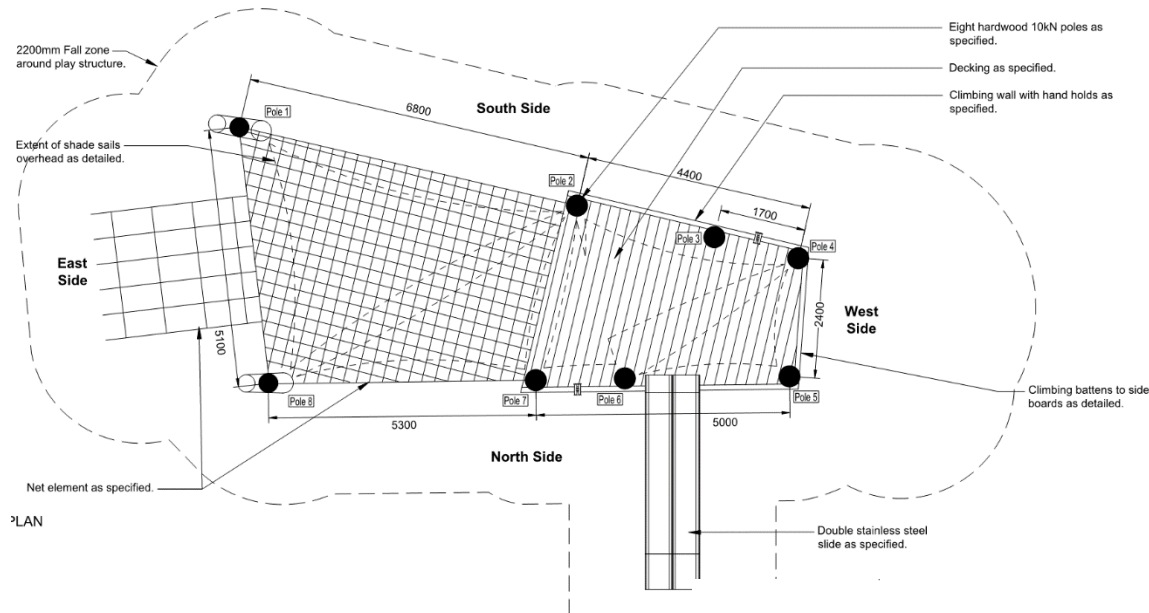 2200mm Fall zone
around play structure.
Eight hardwood 10kN poles as
specified.
Decking as specified.
Climbing wall with hand holds as
specified.
6800
South Side
Pole 1
Extent of shade sails
overhead as detailed.
4400
Pole 2
1700
Pole 3
Pole 4
East
Side
5100
2400
West
Side
Pole 8
Pole 7
Pole 6
Pole 5
Climbing battens to side
boards as detailed.
5300
5000
North Side
Net element as specified.
PLAN
Double stainless steel
slide as specified.